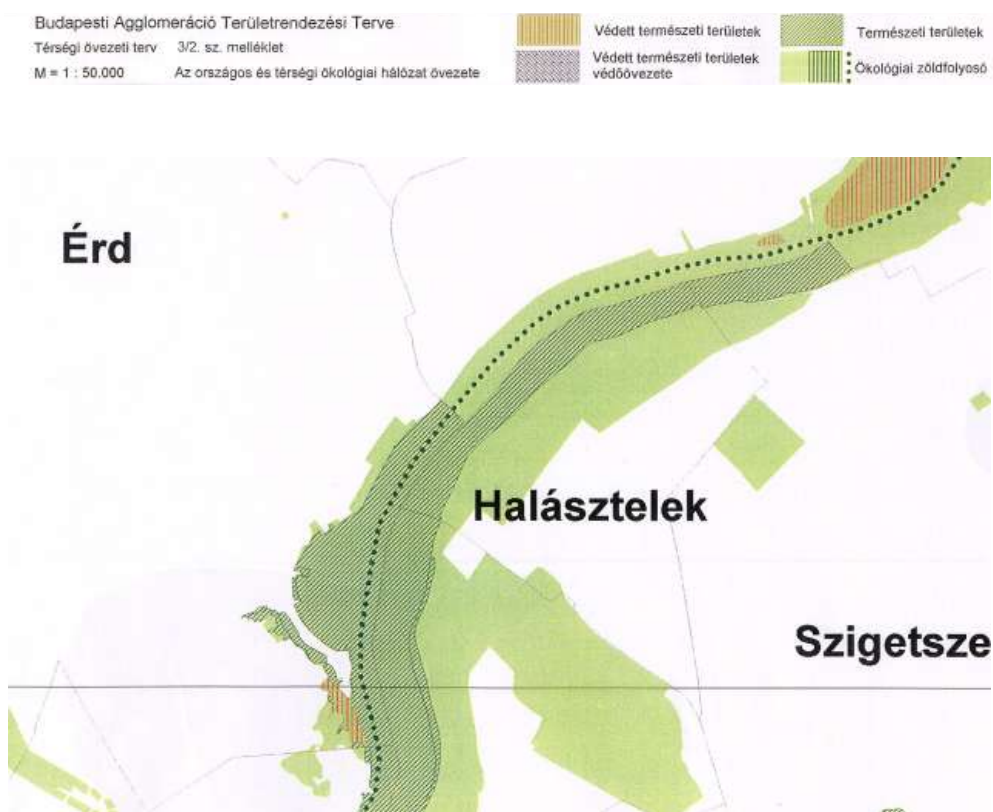 Budapesti Agglomeráció Területrendezési Terve
Térségi övezeti terv 3/2. sz. melléklet
M = 1 : 50.000 Az országos és térségi ökológiai hálózat övezete
Védett természeti területek
Védett természeti területek
védőövezete
Természeti területek
Ökológiai zöldfolyosó
Érd
Halásztelek
Szigetsze